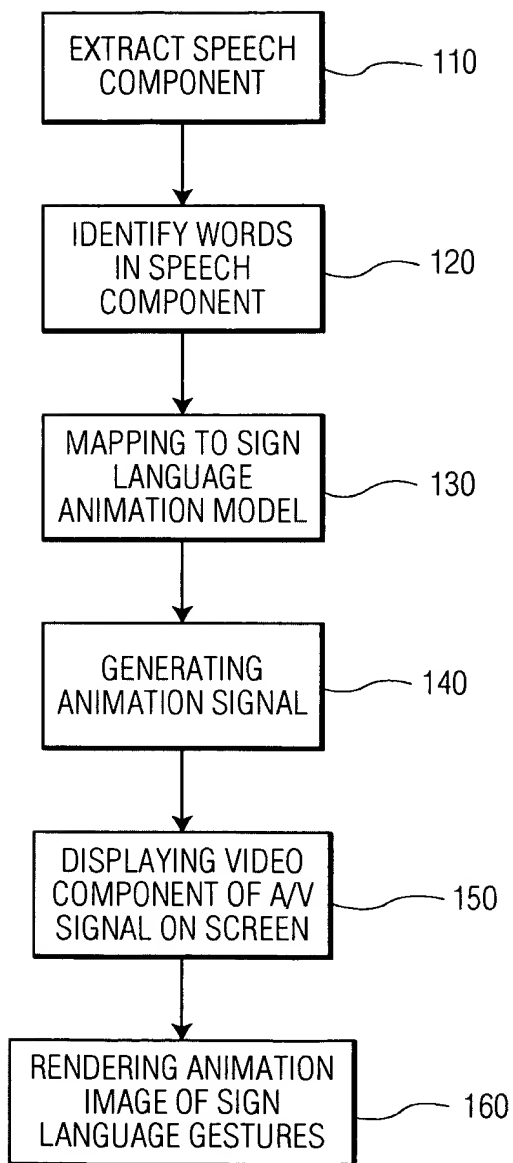 EXTRACT SPEECH
COMPONENT
110
IDENTIFY WORDS
IN SPEECH
COMPONENT
120
MAPPING TO SIGN
LANGUAGE
ANIMATION MODEL
130
GENERATING
ANIMATION SIGNAL
140
DISPLAYING VIDEO
COMPONENT OF A/V
SIGNAL ON SCREEN
150
RENDERING ANIMATION
IMAGE OF SIGN
LANGUAGE GESTURES
160